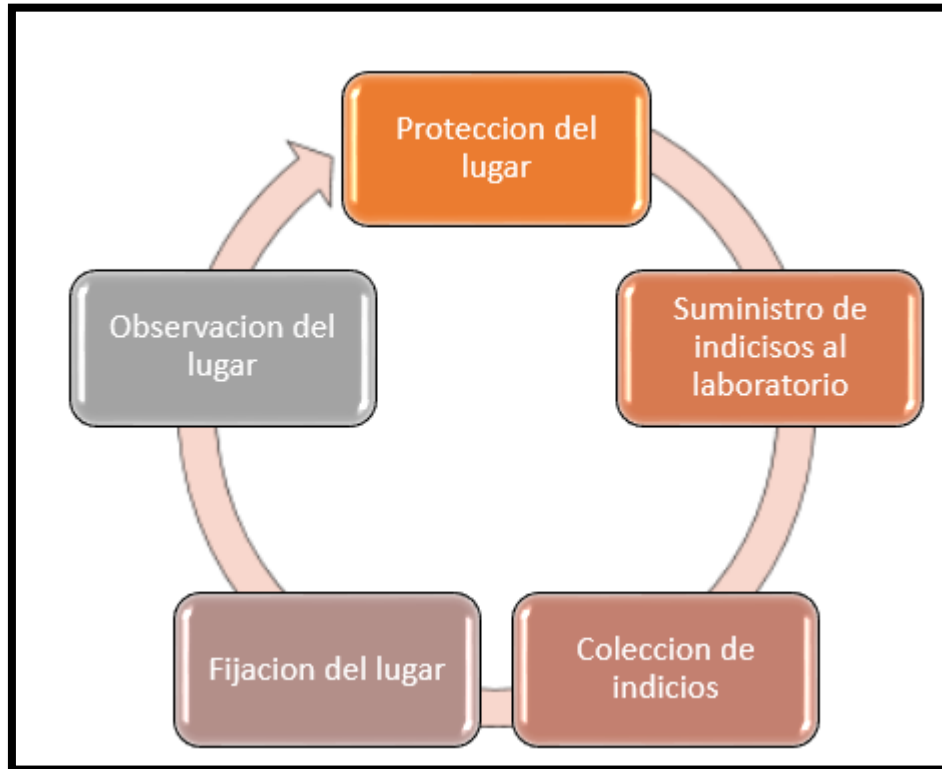 Proteccion del
lugar
Suministro de
indicisos al
laboratorio
Coleccion de
indicios
Fijacion del lugar
Observacion del
lugar